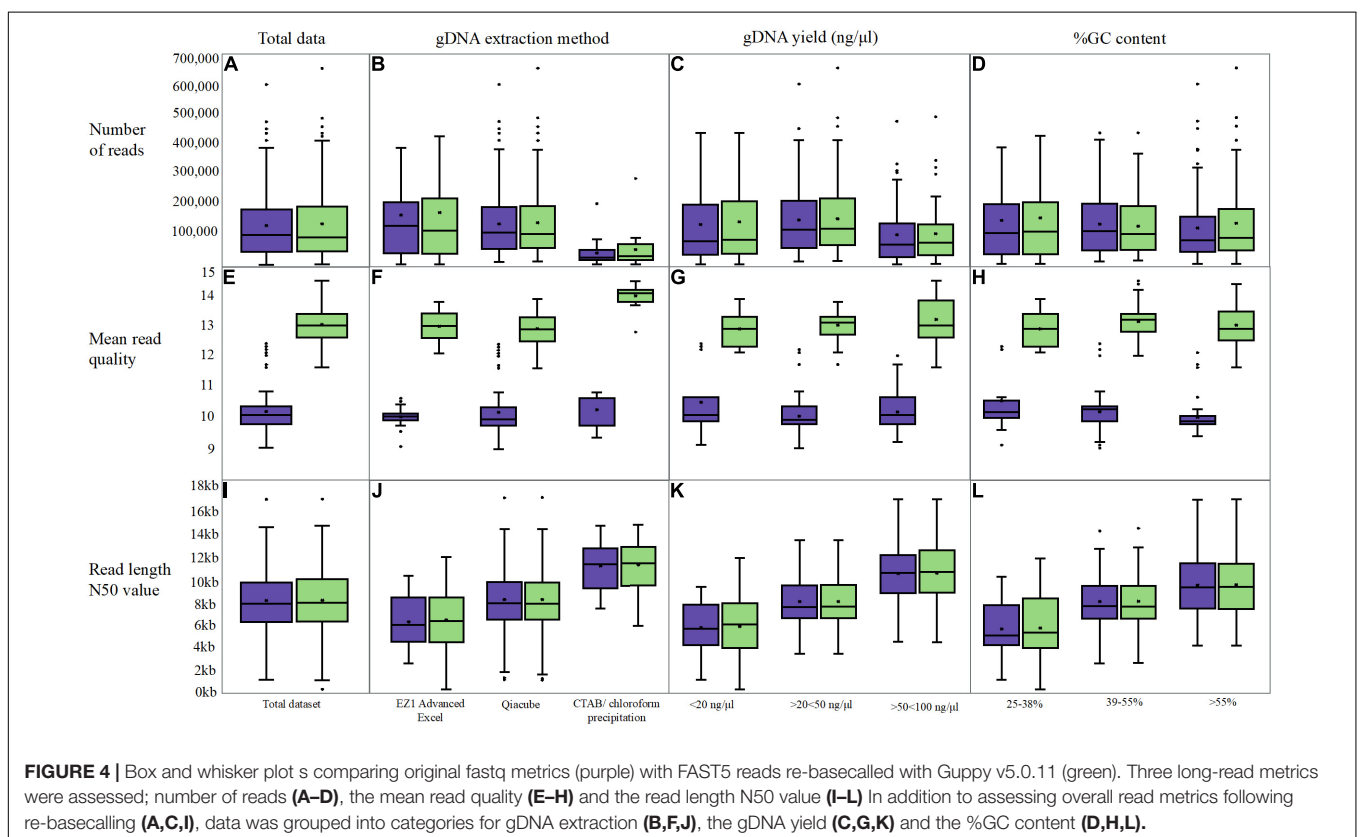 Total data gDNA extraction method gDNA yield (ng/µl) %GC content
A B C D
Number
of reads
700,000
600,000
500,000
400,000
300,000
200,000
100,000
E F G H
Mean read
quality
15
14
13
12
11
10
9
I J K L
Read length
N50 value
18kb
16kb
14kb
12kb
10kb
8kb
6kb
4kb
2kb
0kb
Total dataset EZ1 Advanced Qiacube CTAB/ chloroform <20 ng/µl >20<50 ng/µl >50<100 ng/µl 25-38% 39-55% >55%
Excel precipitation
FIGURE 4 | Box and whisker plot s comparing original fastq metrics (purple) with FAST5 reads re-basecalled with Guppy v5.0.11 (green). Three long-read metrics
were assessed; number of reads (A–D), the mean read quality (E–H) and the read length N50 value (I–L) In addition to assessing overall read metrics following
re-basecalling (A,C,I), data was grouped into categories for gDNA extraction (B,F,J), the gDNA yield (C,G,K) and the %GC content (D,H,L).